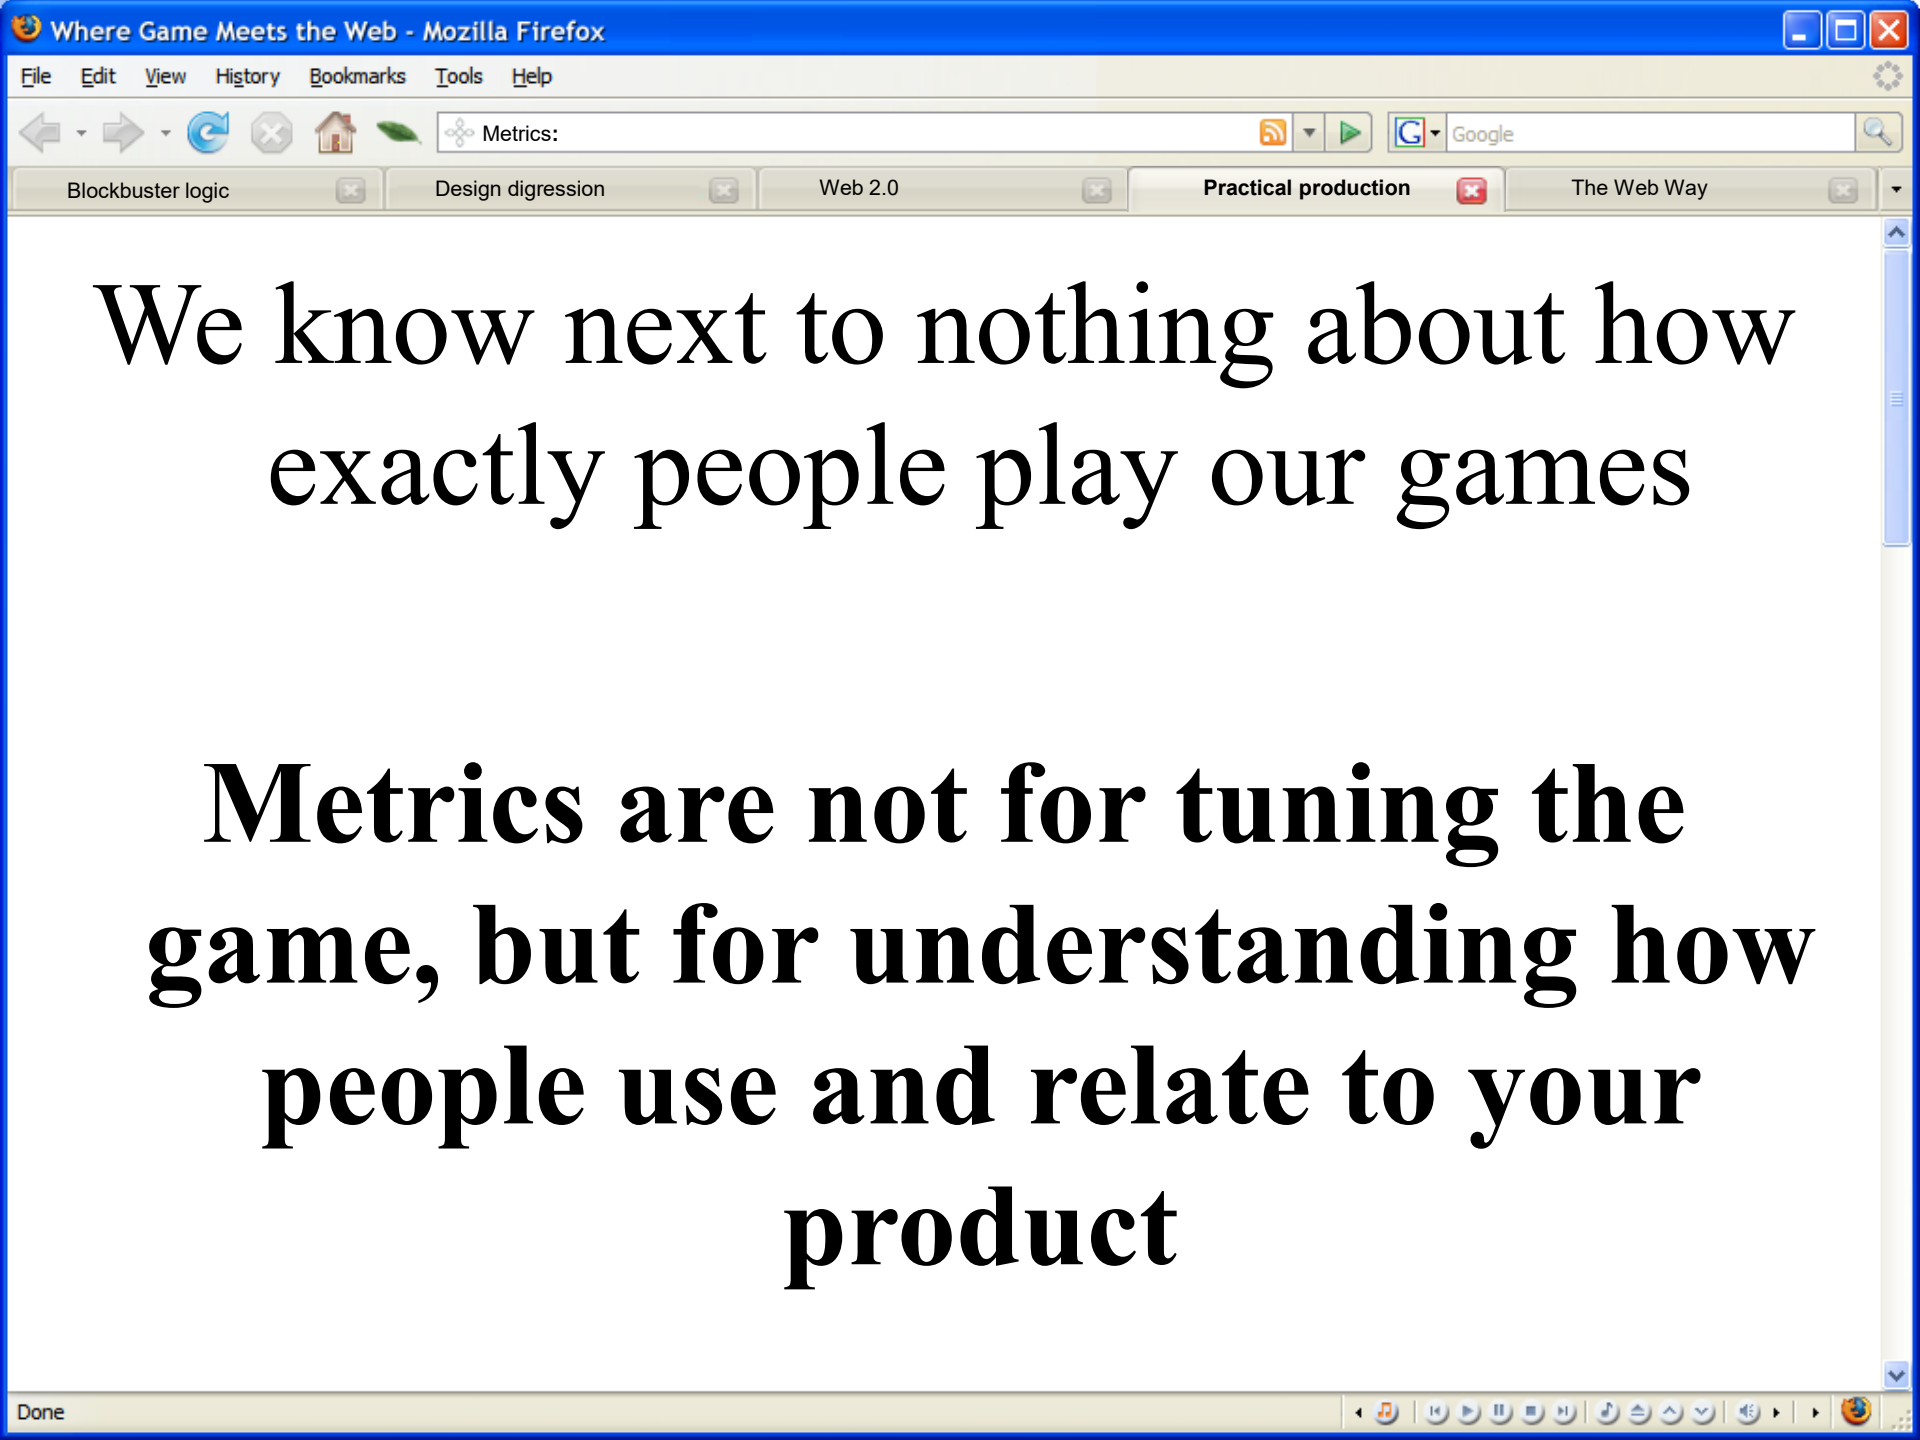 Where Game Meets the Web - Mozilla Firefox
File Edit View History Bookmarks Tools Help
Metrics: G Google
Blockbuster logic Design digression Web 2.0 Practical production The Web Way
We know next to nothing about how
exactly people play our games
Metrics are not for tuning the
game, but for understanding how
people use and relate to your
product
Done